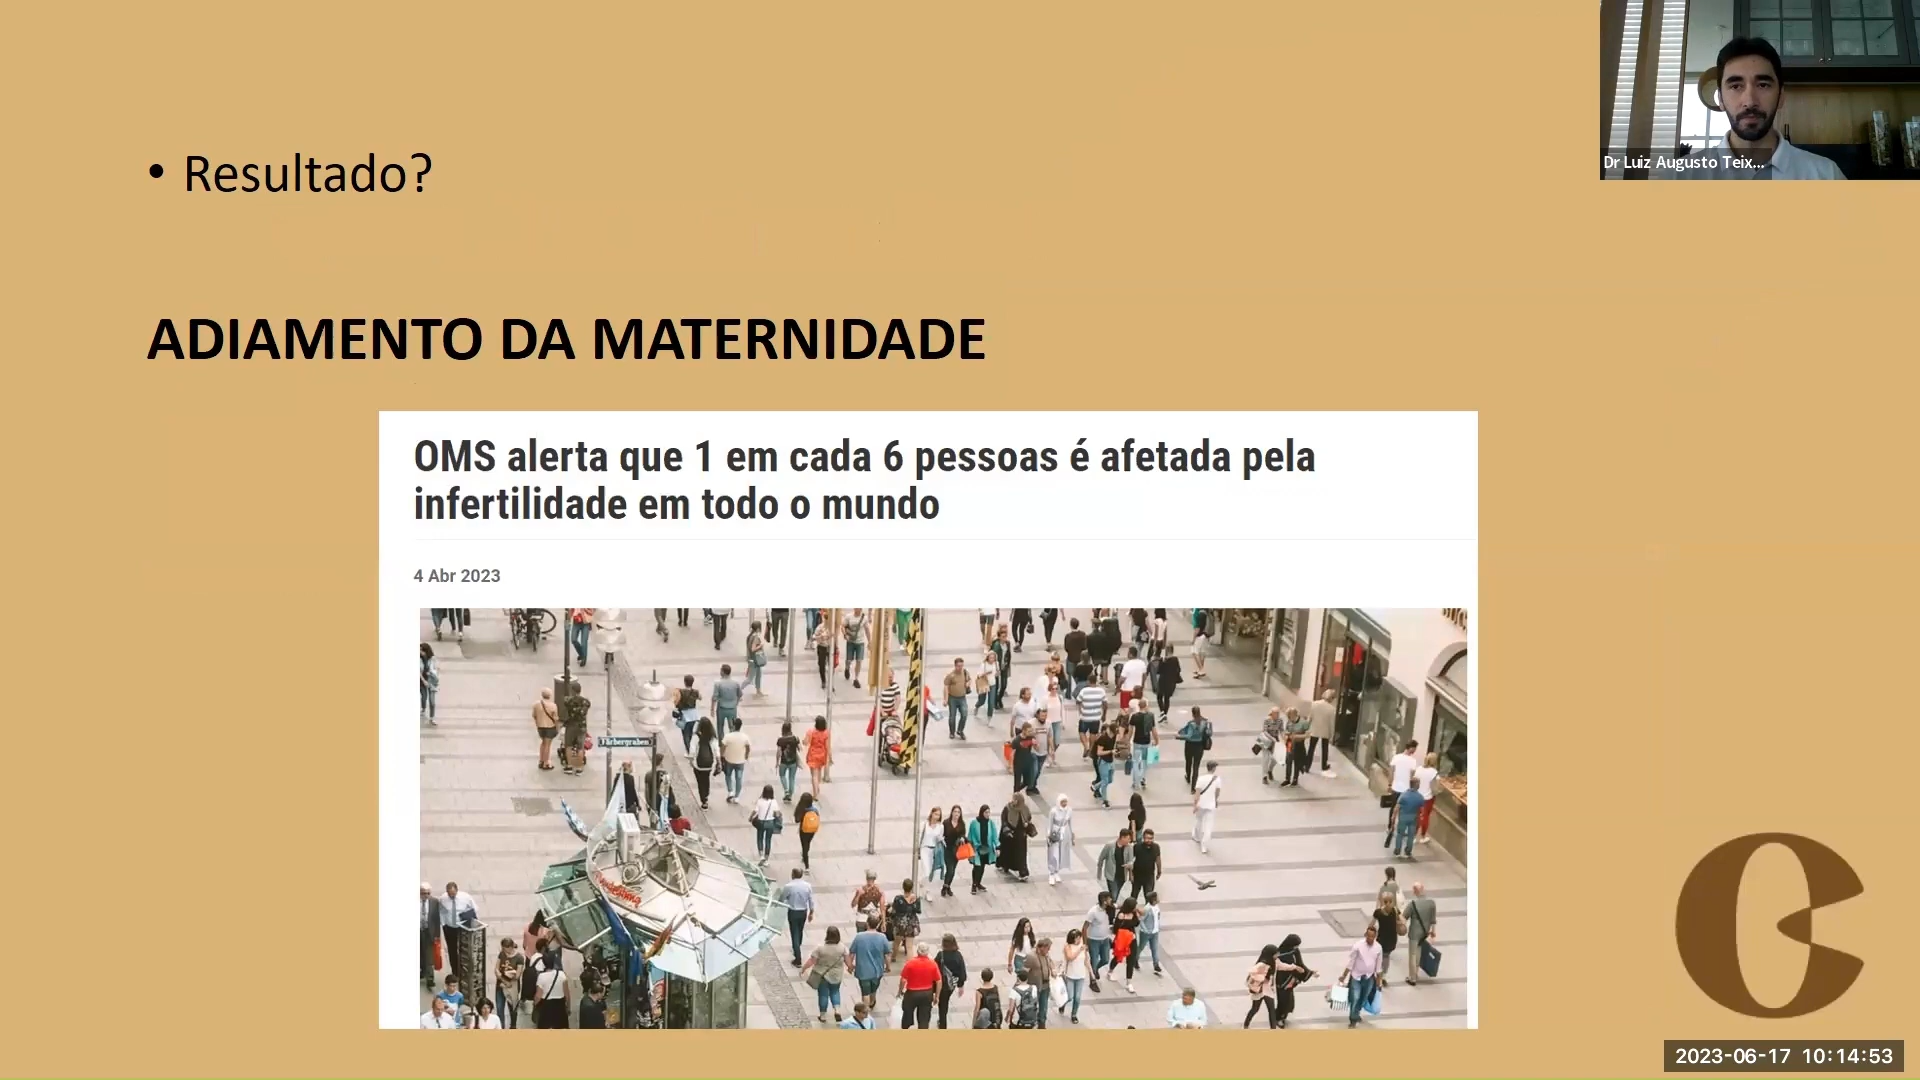 Dr Luiz Augusto Teix...
• Resultado?
ADIAMENTO DA MATERNIDADE
OMS alerta que 1 em cada 6 pessoas é afetada pela
infertilidade em todo o mundo
4 Abr 2023
Färbergraben
2023-06-17 10:14:53